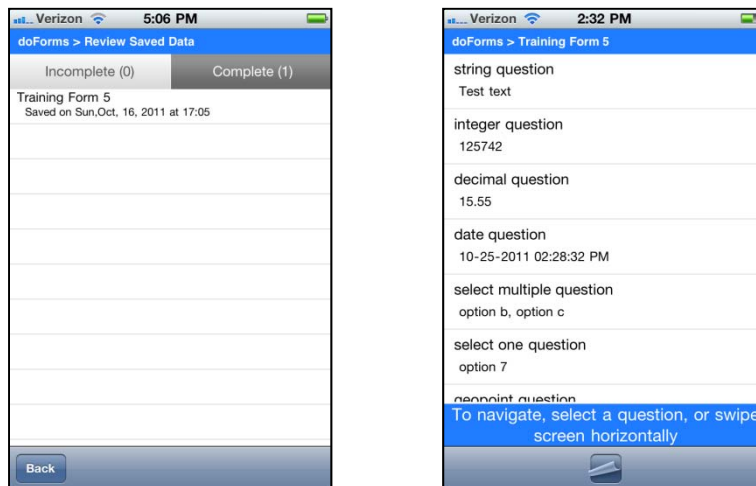 Verizon 5:06 PM
doForms > Review Saved Data
Incomplete (0) Complete (1)
Training Form 5
Saved on Sun,Oct, 16, 2011 at 17:05
Back
Verizon 2:32 PM
doForms > Training Form 5
string question
Test text
integer question
125742
decimal question
15.55
date question
10-25-2011 02:28:32 PM
select multiple question
option b, option c
select one question
option 7
geopoint question
To navigate, select a question, or swipe
screen horizontally